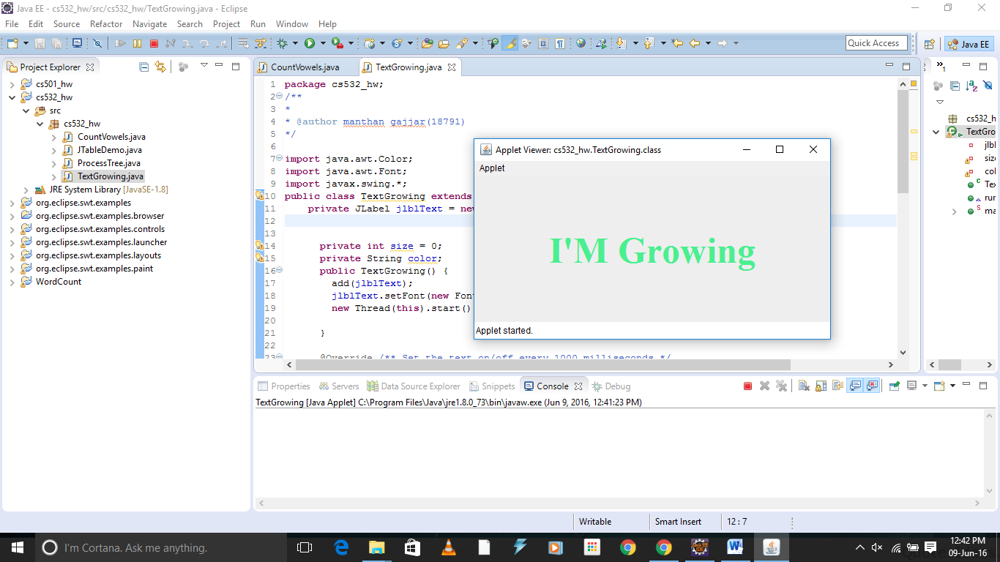 Java EE - cs532_hw/src/cs532_hw/TextGrowing.java - Eclipse
File Edit Source Refactor Navigate Search Project Run Window Help
Quick Access Java EE
Project Explorer
cs501_hw
cs532_hw
src
cs532_hw
CountVowels.java
JTableDemo.java
ProcessTree.java
TextGrowing.java
JRE System Library [JavaSE-1.8]
org.eclipse.swt.examples
org.eclipse.swt.examples.browser
org.eclipse.swt.examples.controls
org.eclipse.swt.examples.launcher
org.eclipse.swt.examples.layouts
org.eclipse.swt.examples.paint
WordCount
CountVowels.java TextGrowing.java
1 package cs532_hw;
2 /**
3 *
4 * @author manthan gajjar(18791)
5 */
6
7 import java.awt.Color;
8 import java.awt.Font;
9 import javax.swing.*;
10 public class TextGrowing extends
11 private JLabel jlblText = new
12
13
14 private int size = 0;
15 private String color;
16 public TextGrowing() {
17 add(jlblText);
18 jlblText.setFont(new Font
19 new Thread(this).start()
20
21 }
22
23 @Override /** Set the text on/off every 1000 milliseconds */
Applet Viewer: cs532_hw.TextGrowing.class
Applet
I'M Growing
Applet started.
1
cs532_h
TextGro
jlbl
size
col
Tex
rur
ma
Properties Servers Data Source Explorer Snippets Console Debug
TextGrowing [Java Applet] C:\Program Files\Java\jre1.8.0_73\bin\javaw.exe (Jun 9, 2016, 12:41:23 PM)
Writable Smart Insert 12 : 7
I'm Cortana. Ask me anything.
12:42 PM
09-Jun-16